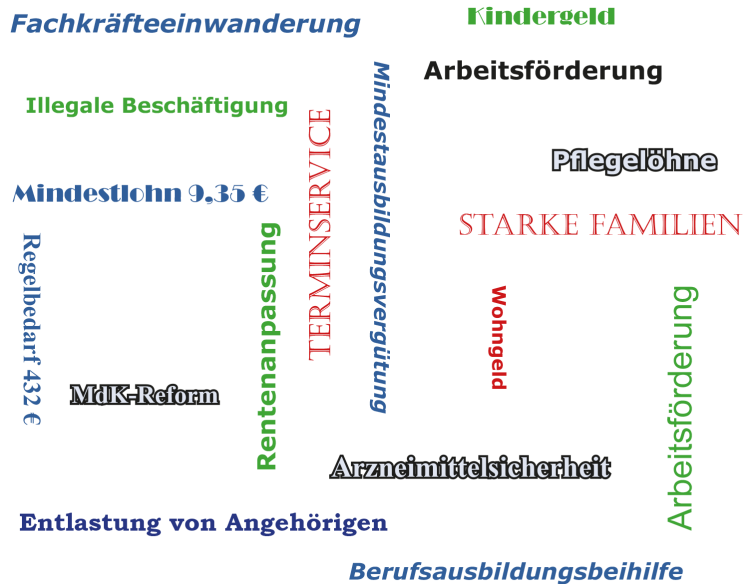 Fachkräfteeinwanderung
Kindergeld
Arbeitsförderung
Illegale Beschäftigung
TERMINSERVICE
Mindestausbildungsvergütung
Pflegelöhne
Mindestlohn 9,35 €
STARKE FAMILIEN
Regelbedarf 432 €
Rentenanpassung
Wohngeld
Arbeitsförderung
MdK-Reform
Arzneimittelsicherheit
Entlastung von Angehörigen
Berufsausbildungsbeihilfe